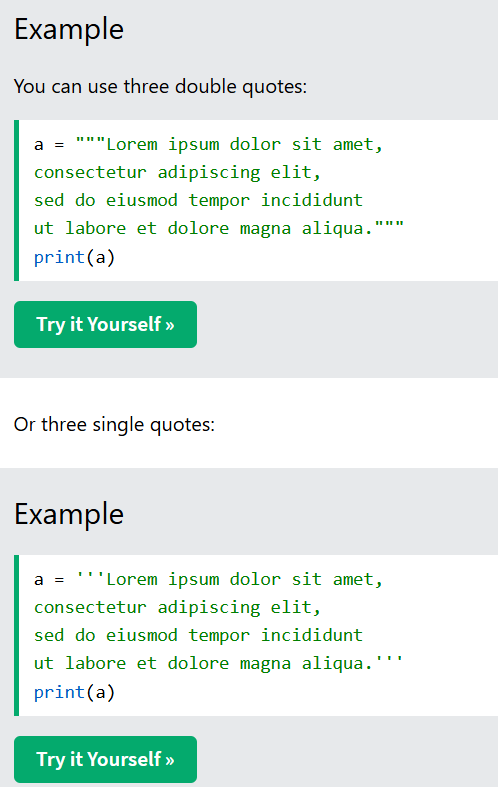 Example
You can use three double quotes:
a = """Lorem ipsum dolor sit amet,
consectetur adipiscing elit,
sed do eiusmod tempor incididunt
ut labore et dolore magna aliqua."""
print(a)
Try it Yourself »
Or three single quotes:
Example
a = '''Lorem ipsum dolor sit amet,
consectetur adipiscing elit,
sed do eiusmod tempor incididunt
ut labore et dolore magna aliqua.'''
print(a)
Try it Yourself »